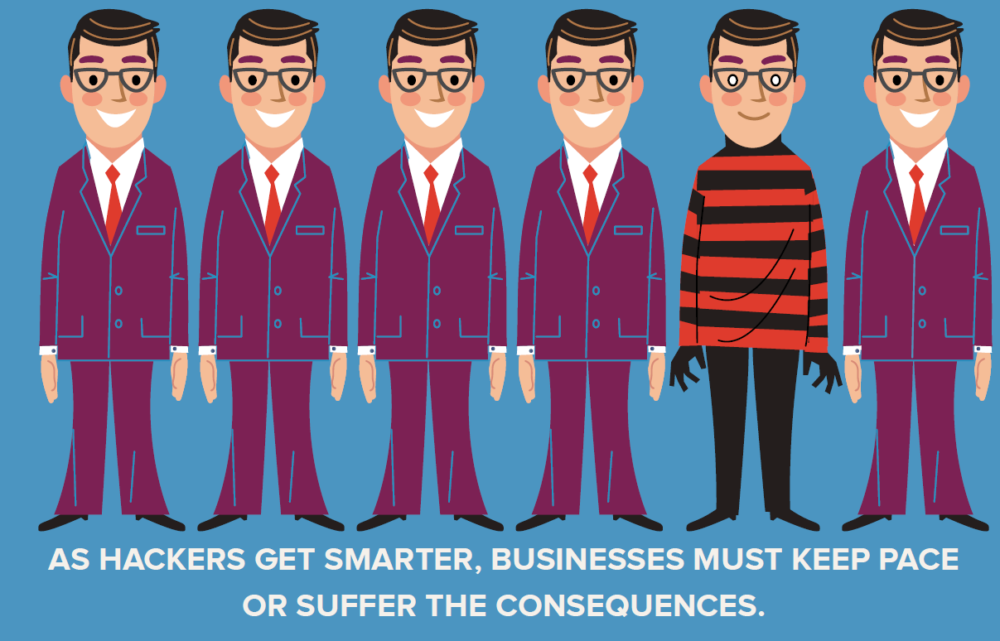 AS HACKERS GET SMARTER, BUSINESSES MUST KEEP PACE
OR SUFFER THE CONSEQUENCES.